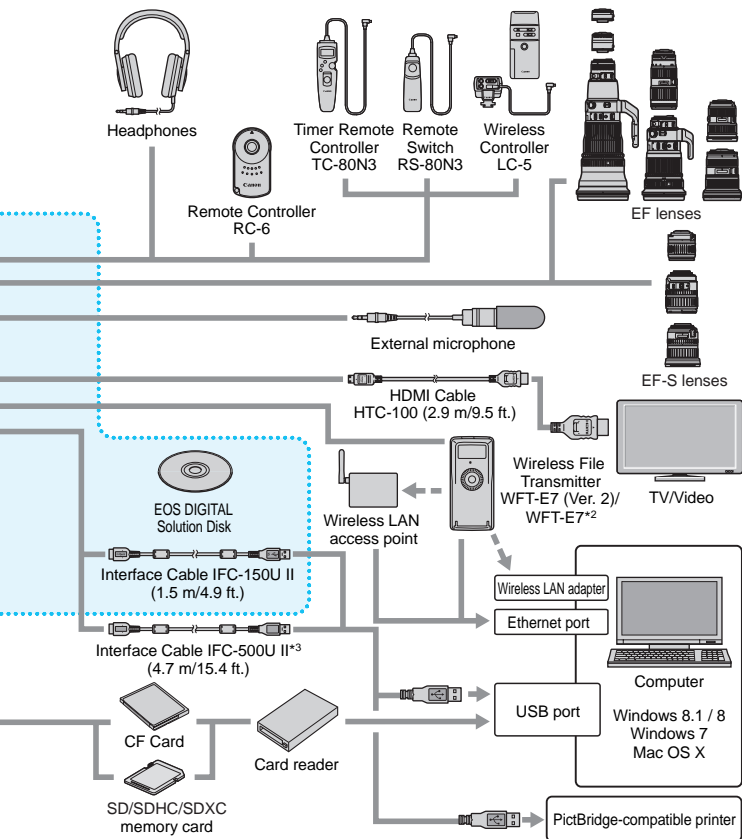 Headphones
Timer Remote
Controller
TC-80N3
Remote
Switch
RS-80N3
Wireless
Controller
LC-5
Canon
Remote Controller
RC-6
EF lenses
External microphone
EF-S lenses
HDMI Cable
HTC-100 (2.9 m/9.5 ft.)
TV/Video
Wireless File
Transmitter
WFT-E7 (Ver. 2)/
WFT-E7*2
EOS DIGITAL
Solution Disk
Wireless LAN
access point
Interface Cable IFC-150U II
(1.5 m/4.9 ft.)
Wireless LAN adapter
Ethernet port
Interface Cable IFC-500U II*3
(4.7 m/15.4 ft.)
Computer
Windows 8.1 / 8
Windows 7
Mac OS X
USB port
CF Card
Card reader
SD/SDHC/SDXC
memory card
PictBridge-compatible printer